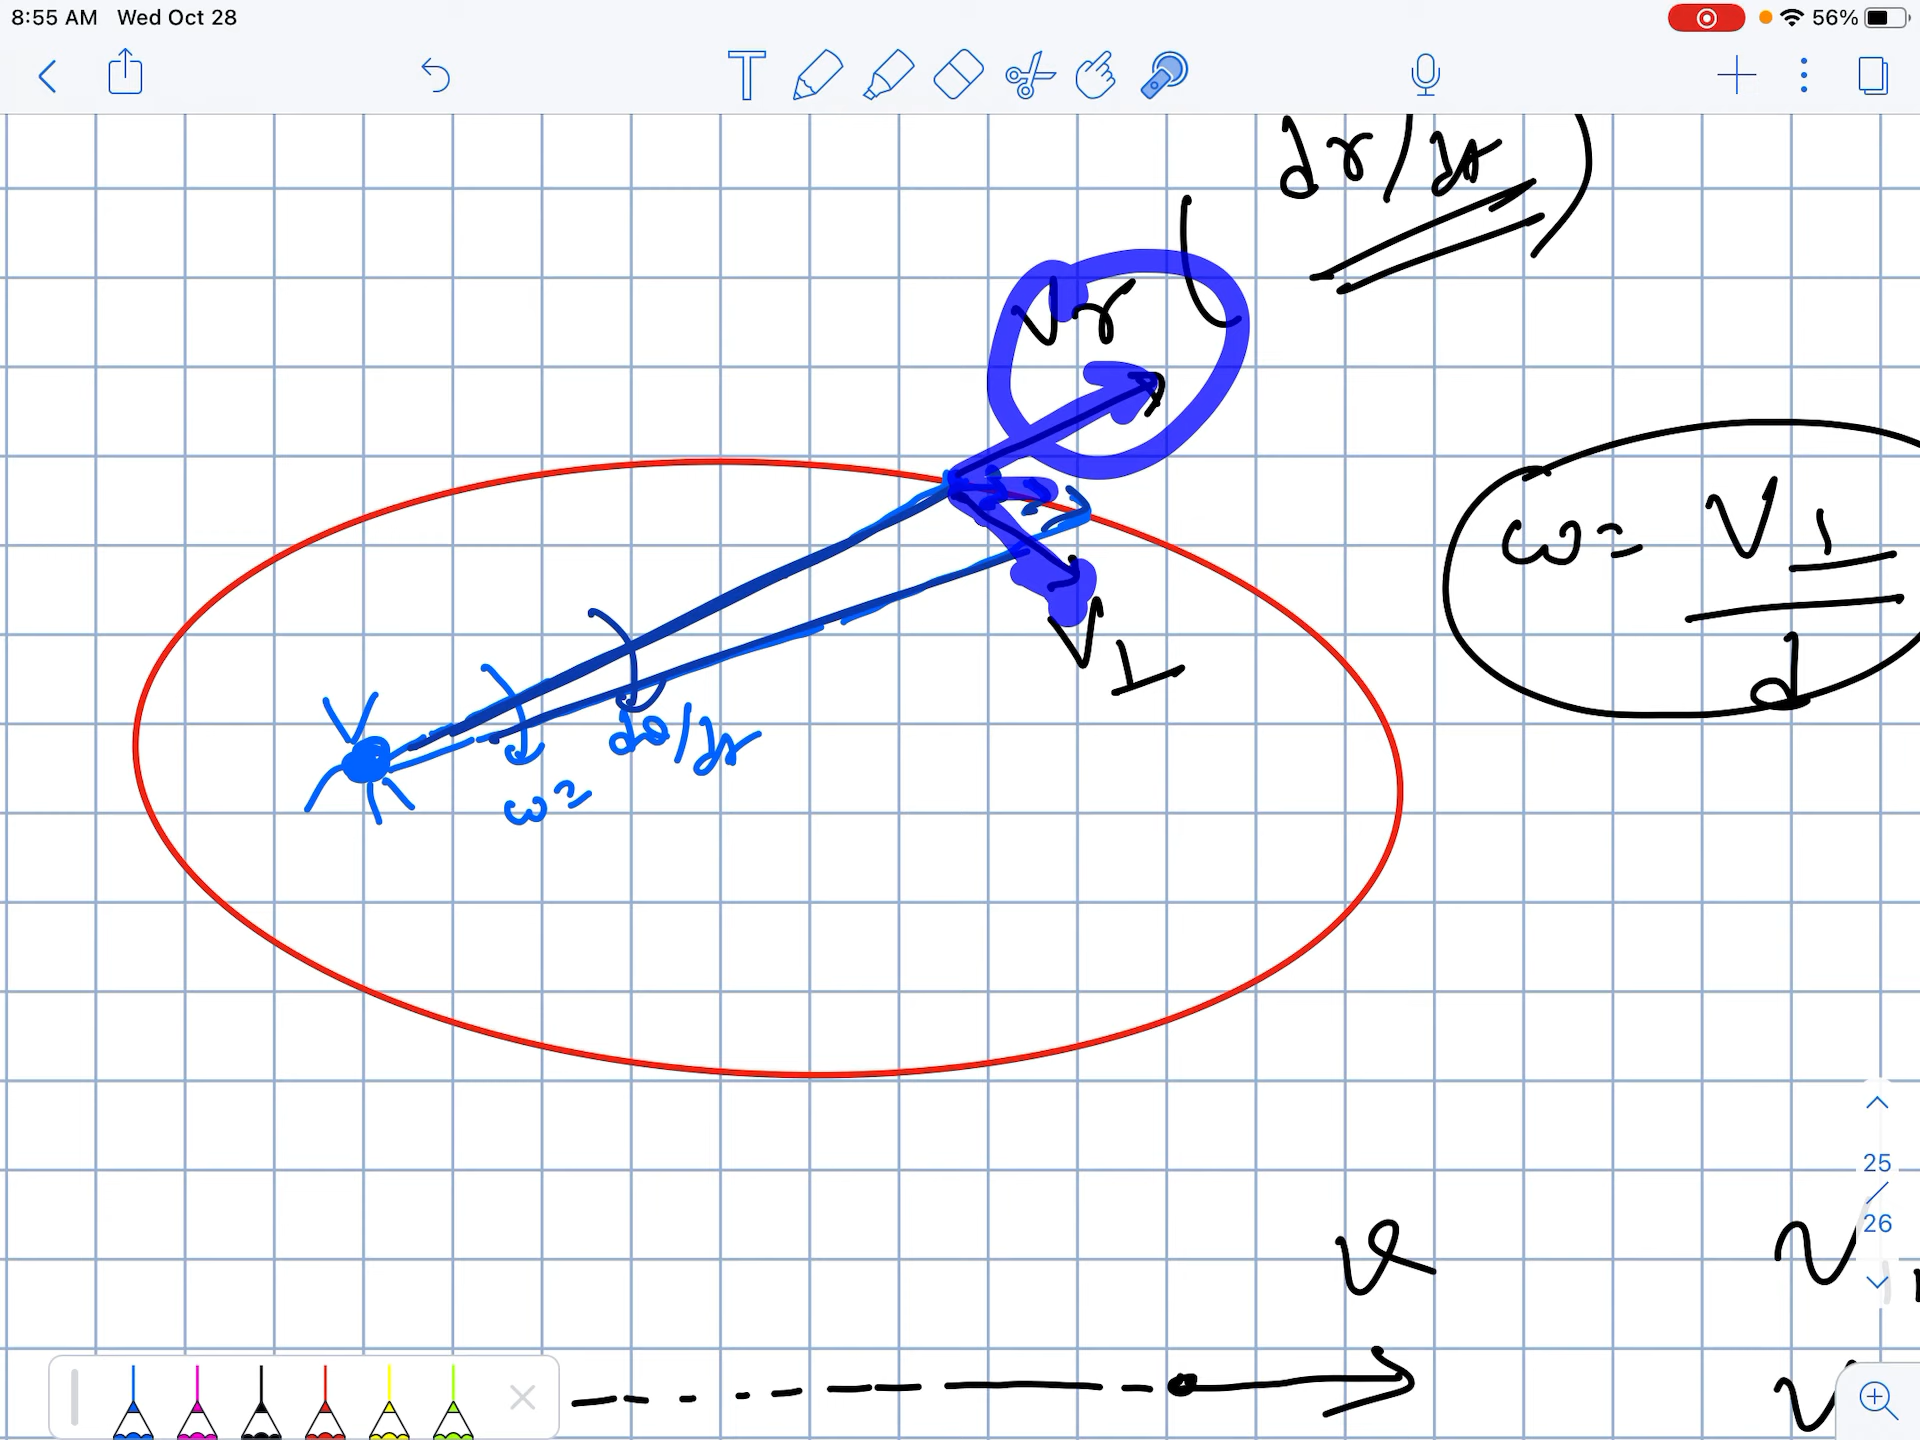 8:55 AM Wed Oct 28
56%
T
dr/dt)
Vr (
ω = V⊥
d
V⊥
dθ/dt
ω =
25
/
26
v